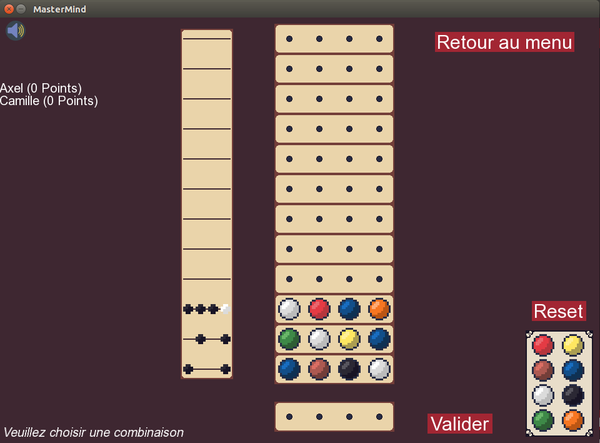 MasterMind
Retour au menu
Axel (0 Points)
Camille (0 Points)
Reset
Valider
Veuillez choisir une combinaison